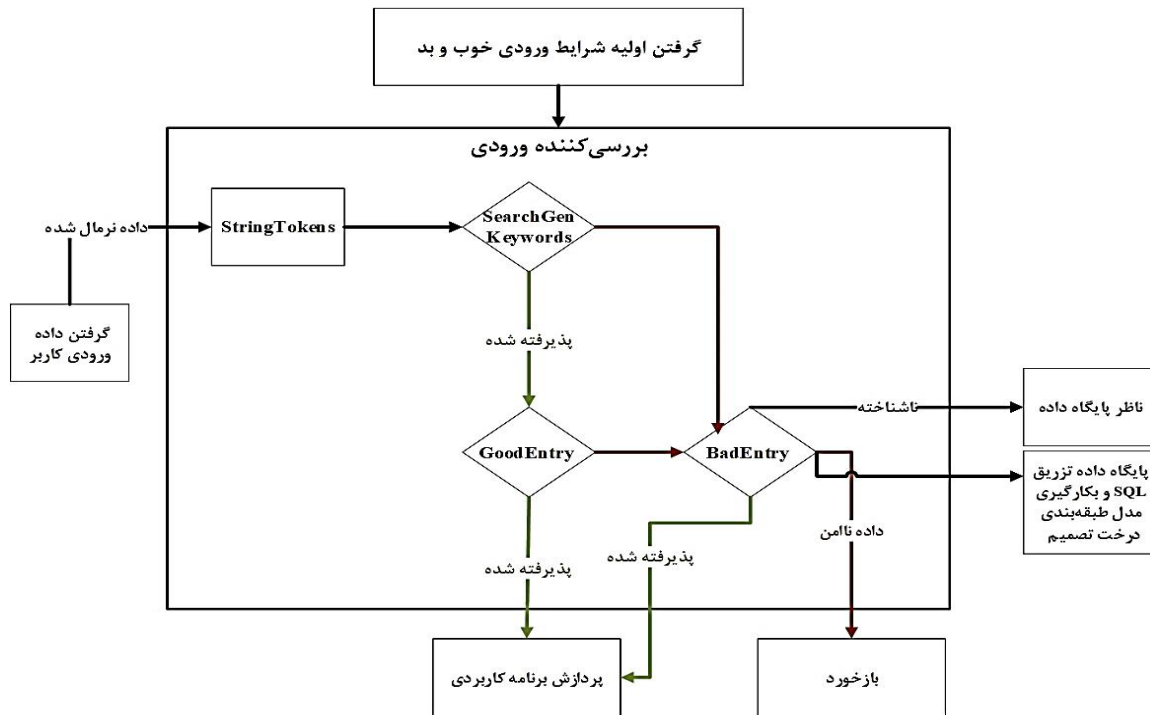 گرفتن اولیه شرایط ورودی خوب و بد
بررسی‌کننده ورودی
داده نرمال شده
StringTokens
SearchGen
Keywords
گرفتن داده
ورودی کاربر
پذیرفته شده
ناشناخته
ناظر پایگاه داده
GoodEntry
BadEntry
پایگاه داده تزریق
SQL و بکارگیری
مدل طبقه‌بندی
درخت تصمیم
داده ناامن
پذیرفته شده
پذیرفته شده
پردازش برنامه کاربردی
بازخورد